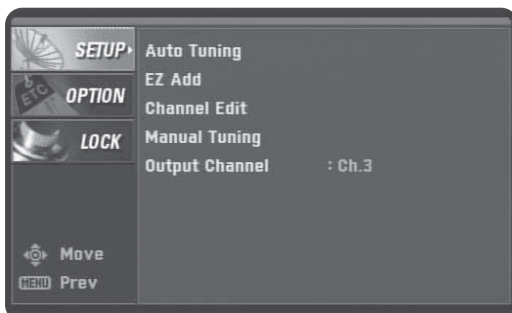 SETUP
OPTION
ETC
LOCK
Auto Tuning
EZ Add
Channel Edit
Manual Tuning
Output Channel : Ch.3
Move
MENU Prev